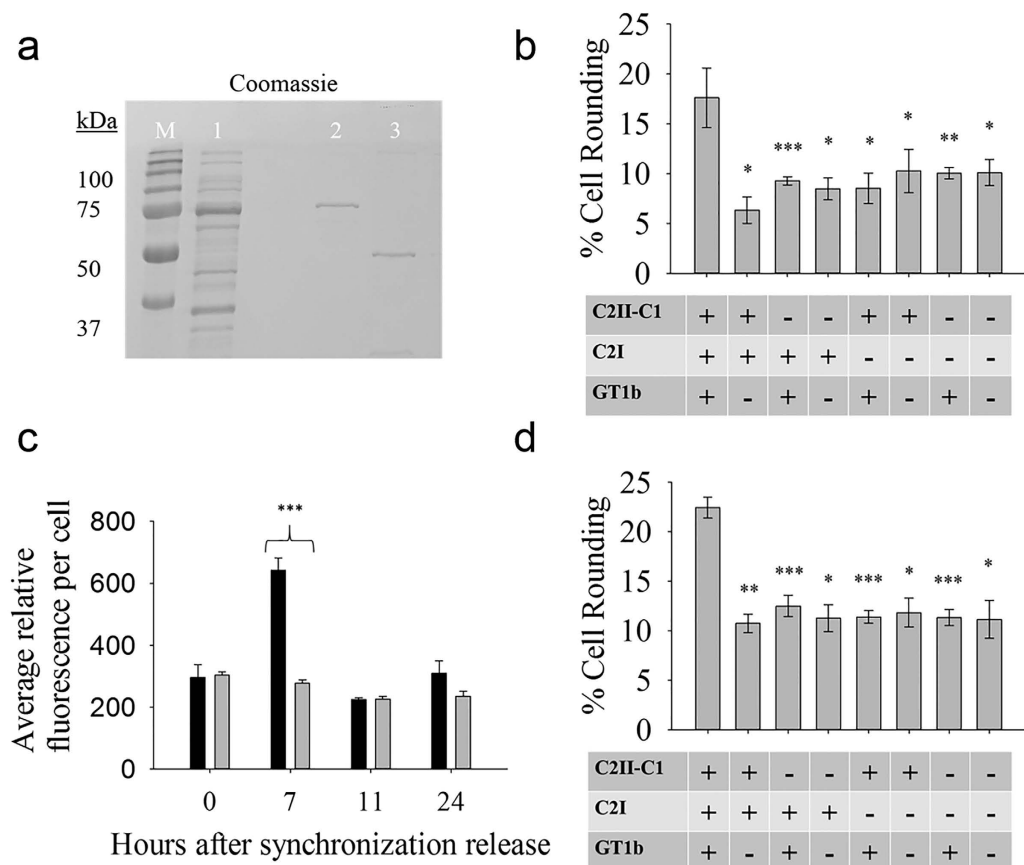 a
Coomassie
kDa
M 1 2 3
100
75
50
37
b
% Cell Rounding
25
20
15
10
5
0
* *** * * * ** *
C2II-C1 + + - - + + - -
C2I + + + + - - - -
GT1b + - + - + - + -
c
Average relative
fluorescence per cell
800
600
400
200
0
***
0 7 11 24
Hours after synchronization release
d
% Cell Rounding
25
20
15
10
5
0
** *** * *** * *** *
C2II-C1 + + - - + + - -
C2I + + + + - - - -
GT1b + - + - + - + -